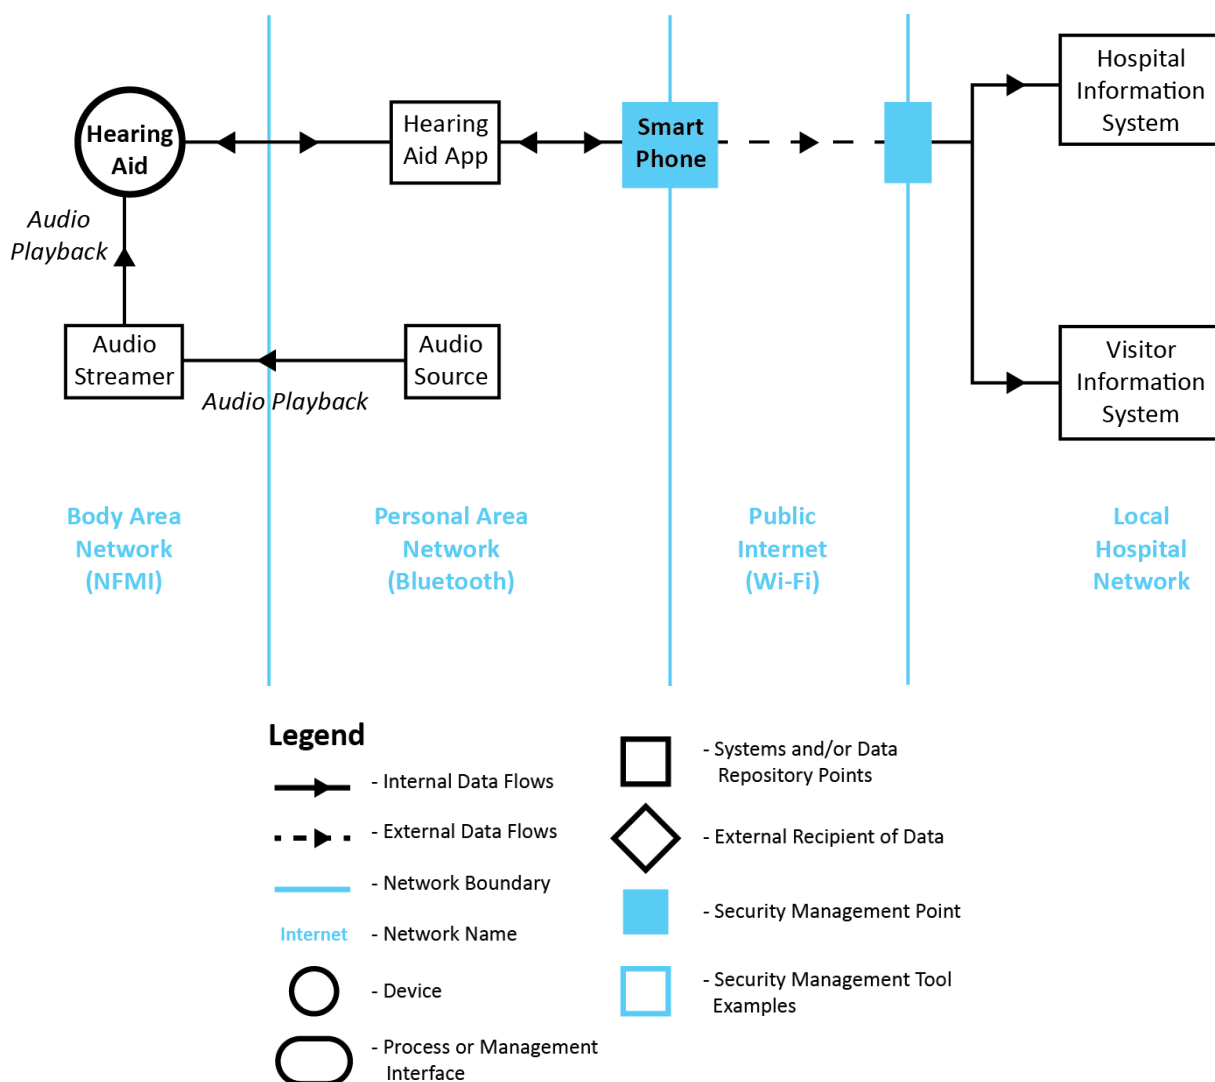 Hearing
Aid
Hearing
Aid App
Smart
Phone
Hospital
Information
System
Audio
Playback
Audio
Streamer
Audio Playback
Audio
Source
Visitor
Information
System
Body Area
Network
(NFMI)
Personal Area
Network
(Bluetooth)
Public
Internet
(Wi-Fi)
Local
Hospital
Network
Legend
- Internal Data Flows
- External Data Flows
- Network Boundary
Internet - Network Name
- Device
- Process or Management
Interface
- Systems and/or Data
Repository Points
- External Recipient of Data
- Security Management Point
- Security Management Tool
Examples